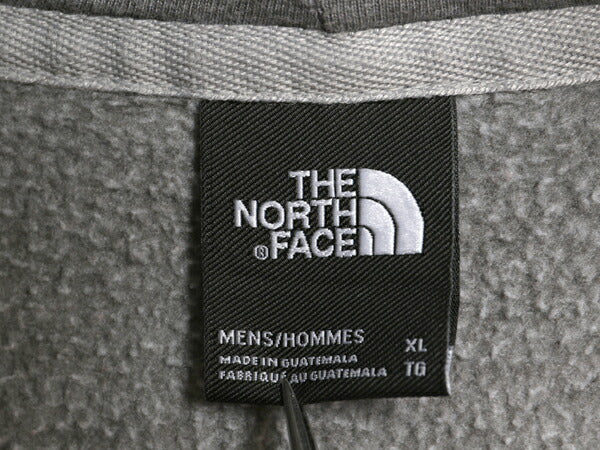 THE
NORTH
®FACE
MENS/HOMMES XL
MADE IN GUATEMALA
FABRIQUÉ AU GUATEMALA TG